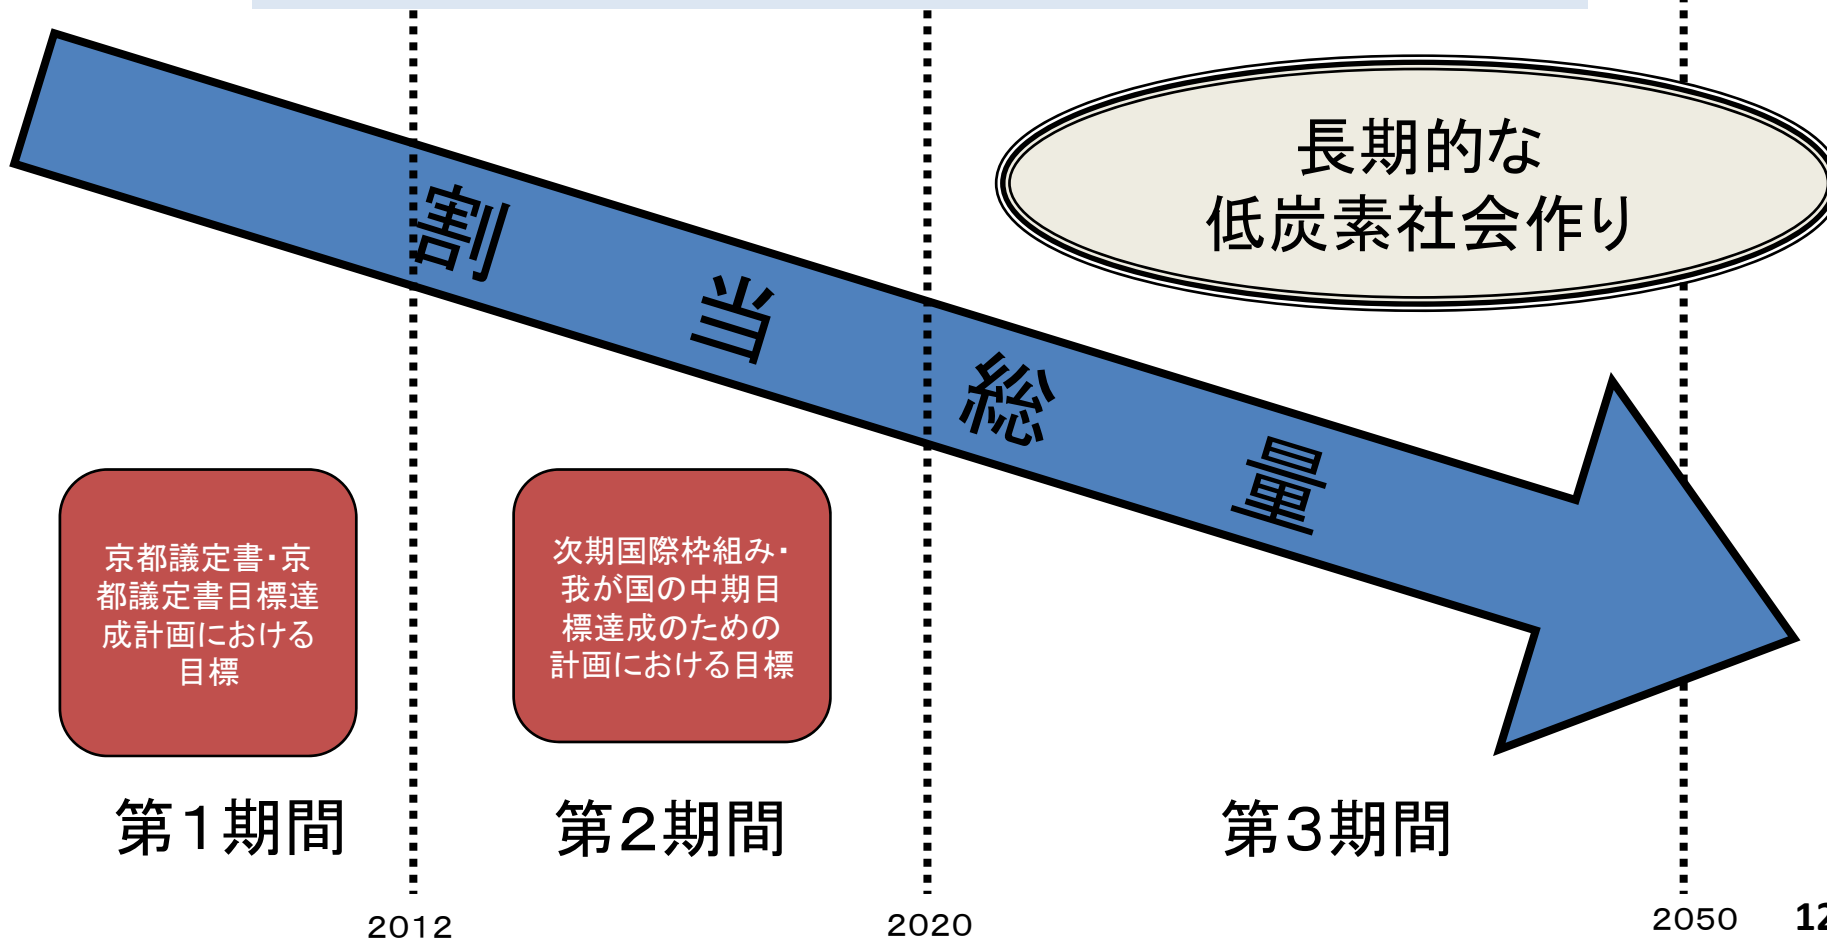 長期的な
低炭素社会作り
割当総量
京都議定書・京
都議定書目標達
成計画における
目標
次期国際枠組み・
我が国の中期目
標達成のための
計画における目標
第1期間
第2期間
第3期間
2012
2020
2050
12